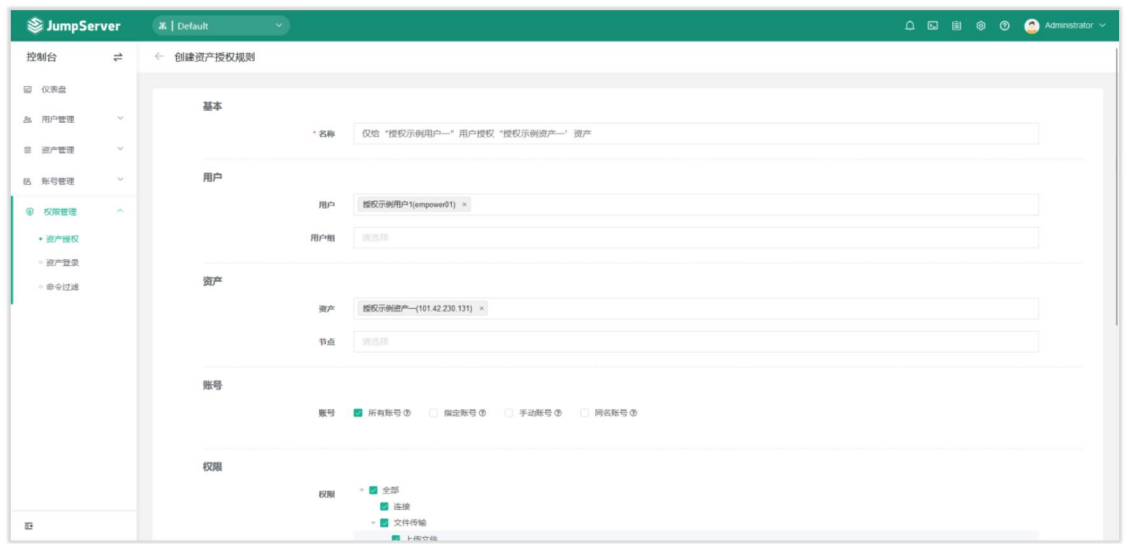 JumpServer
Default
Administrator
控制台
创建资产授权规则
仪表盘
用户管理
资产管理
账号管理
权限管理
资产授权
资产登录
命令过滤
基本
* 名称 仅给 “授权示例用户一” 用户授权 “授权示例资产一’ 资产
用户
用户 授权示例用户1(empower01) ×
用户组 请选择
资产
资产 授权示例资产一(101.42.230.131) ×
节点 请选择
账号
账号 所有账号 指定账号 手动账号 同名账号
权限
权限 全部
连接
文件传输
上传文件